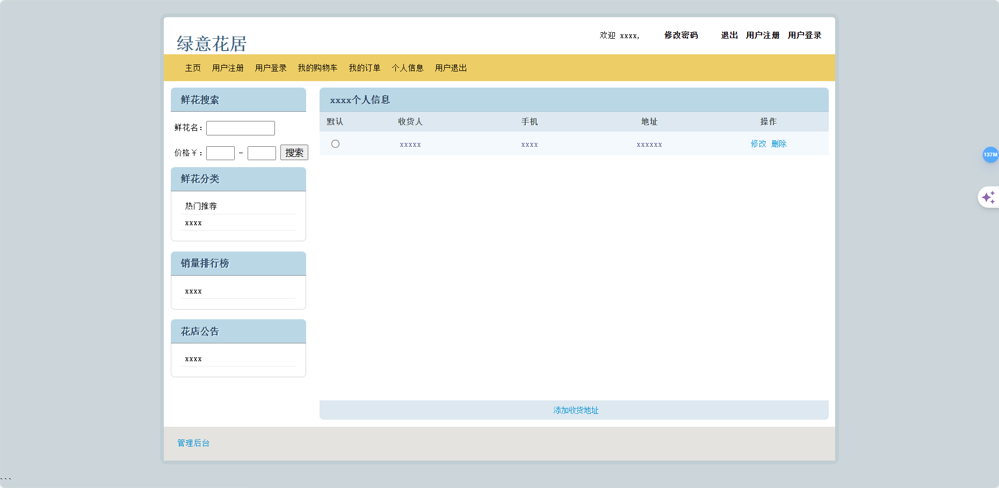 绿意花居
欢迎 xxxx, 修改密码 退出 用户注册 用户登录
主页 用户注册 用户登录 我的购物车 我的订单 个人信息 用户退出
鲜花搜索
鲜花名：
价格￥： - 搜索
鲜花分类
热门推荐
xxxx
销量排行榜
xxxx
花店公告
xxxx
xxxx个人信息
默认 收货人 手机 地址 操作
xxxxx xxxx xxxxxx 修改 删除
添加收货地址
管理后台
137M
```